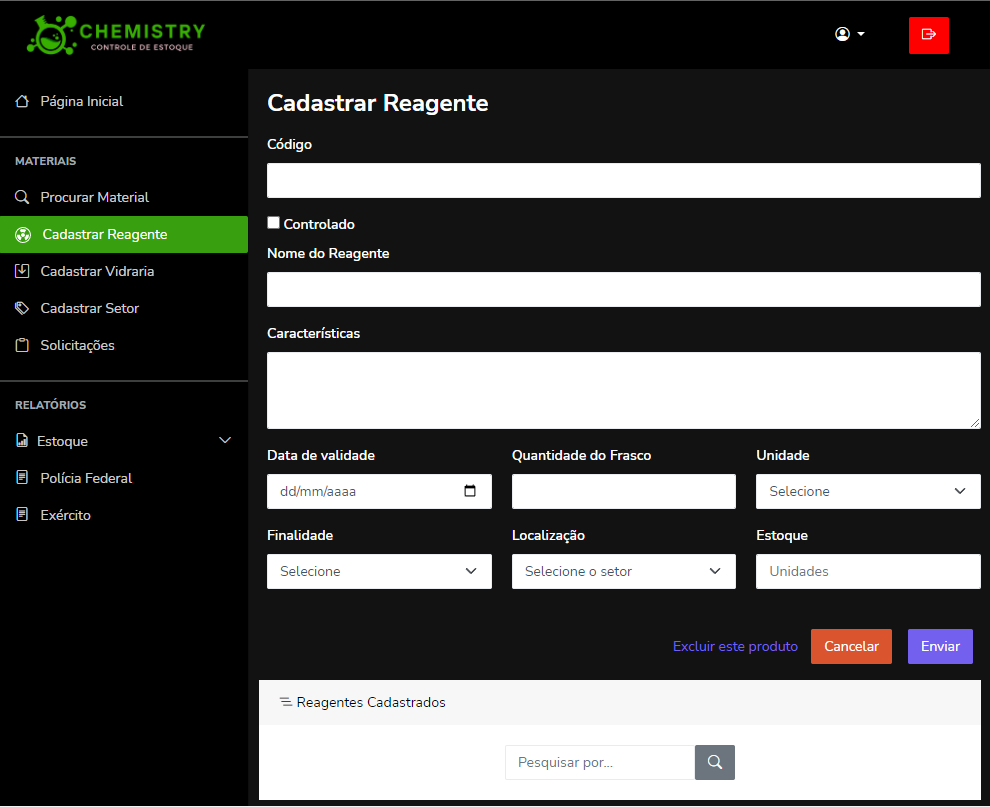 CHEMISTRY
CONTROLE DE ESTOQUE
Página Inicial
MATERIAIS
Procurar Material
Cadastrar Reagente
Cadastrar Vidraria
Cadastrar Setor
Solicitações
RELATÓRIOS
Estoque
Polícia Federal
Exército
Cadastrar Reagente
Código
Controlado
Nome do Reagente
Características
Data de validade Quantidade do Frasco Unidade
dd/mm/aaaa Selecione
Finalidade Localização Estoque
Selecione Selecione o setor Unidades
Excluir este produto Cancelar Enviar
Reagentes Cadastrados
Pesquisar por...